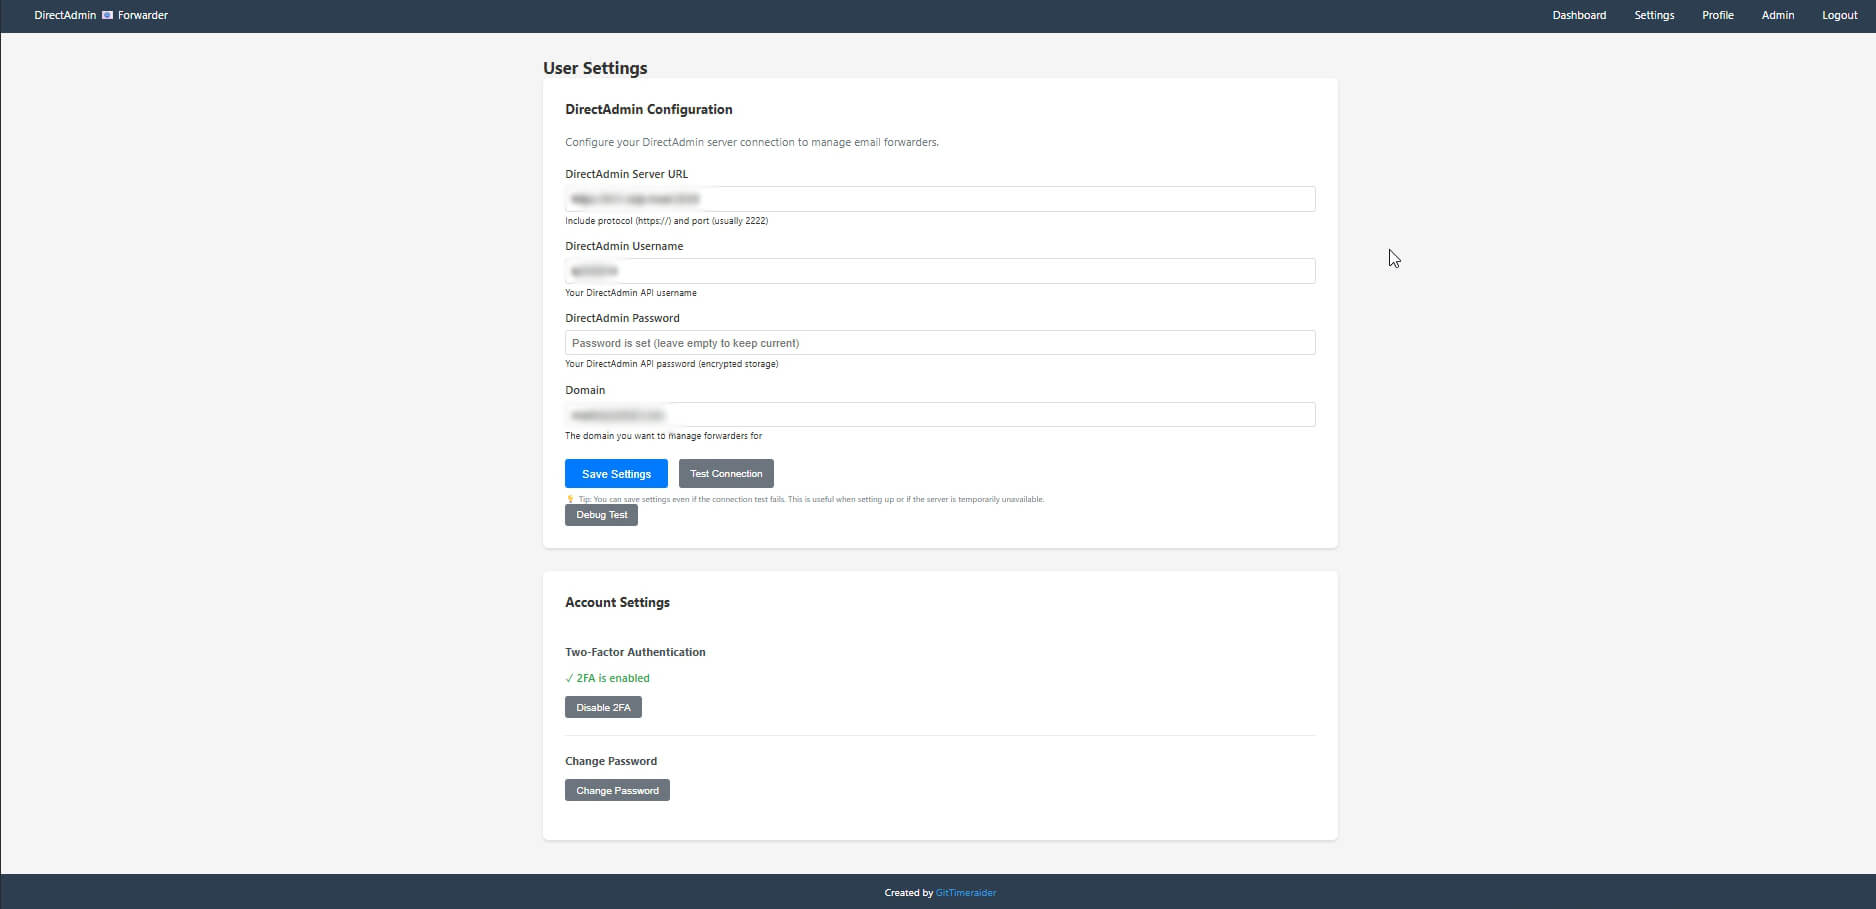 DirectAdmin Forwarder
Dashboard Settings Profile Admin Logout
User Settings
DirectAdmin Configuration
Configure your DirectAdmin server connection to manage email forwarders.
DirectAdmin Server URL
Include protocol (https://) and port (usually 2222)
DirectAdmin Username
Your DirectAdmin API username
DirectAdmin Password
Password is set (leave empty to keep current)
Your DirectAdmin API password (encrypted storage)
Domain
The domain you want to manage forwarders for
Save Settings Test Connection
Tip: You can save settings even if the connection test fails. This is useful when setting up or if the server is temporarily unavailable.
Debug Test
Account Settings
Two-Factor Authentication
✓ 2FA is enabled
Disable 2FA
Change Password
Change Password
Created by GitTimeraider